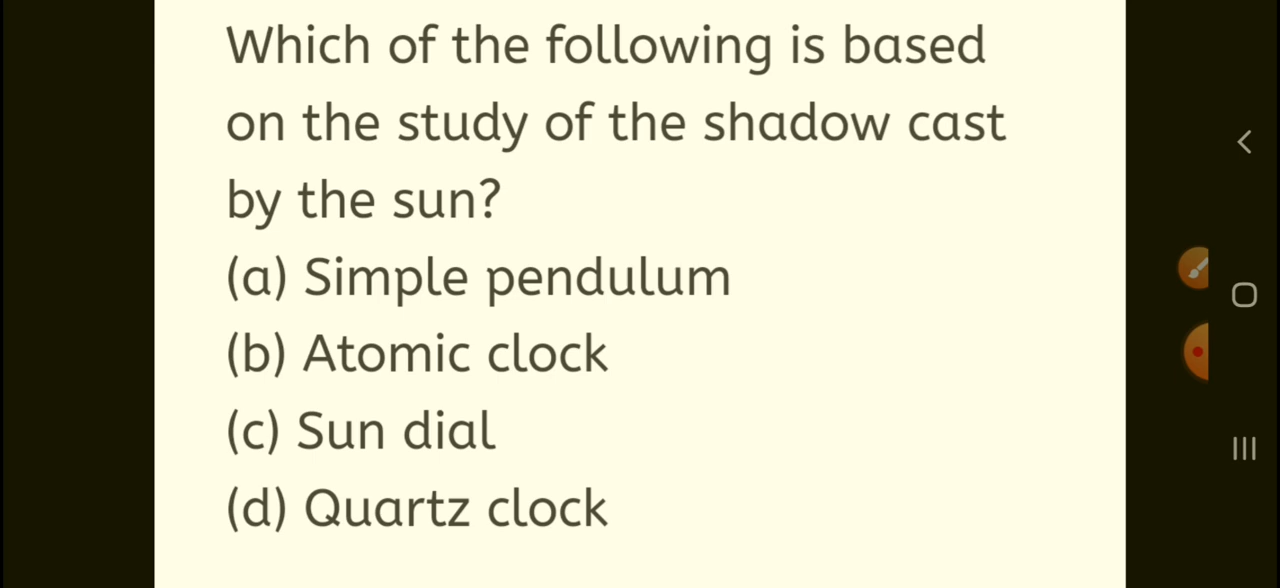 Which of the following is based
on the study of the shadow cast
by the sun?
(a) Simple pendulum
(b) Atomic clock
(c) Sun dial
(d) Quartz clock